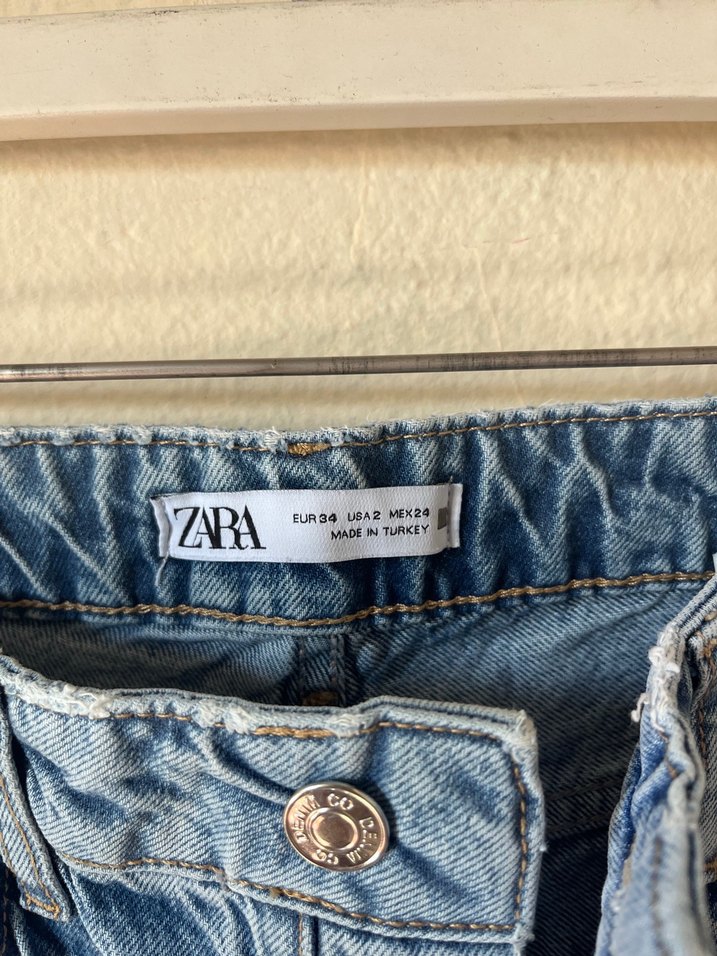 ZARA
EUR 34 USA 2 MEX 24
MADE IN TURKEY
DENIM CO DENIM CO